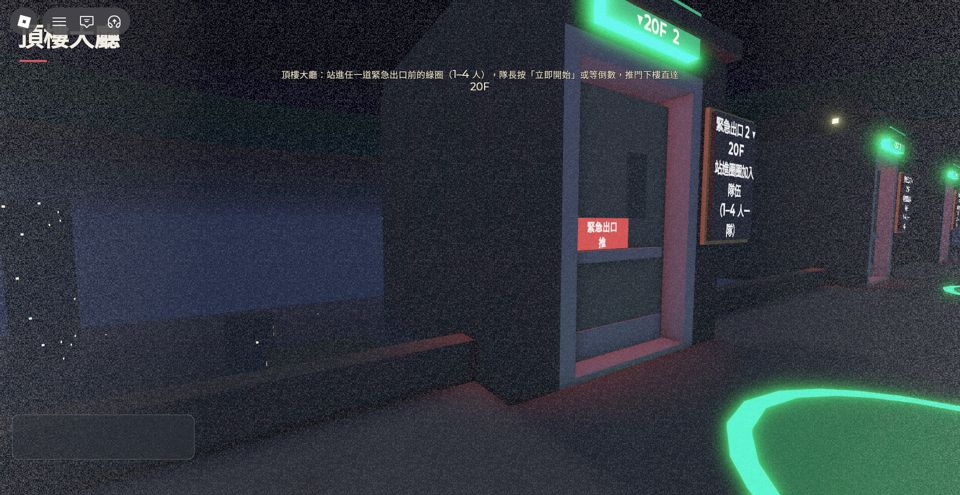 頂樓大廳
頂樓大廳：站進任一道緊急出口前的綠圈（1–4 人），隊長按「立即開始」或等倒數，推門下樓直達
20F
▾20F 2
緊急出口 2 ▾
20F
站進圈圈加入
隊伍
（1–4 人一
隊）
緊急出口
推